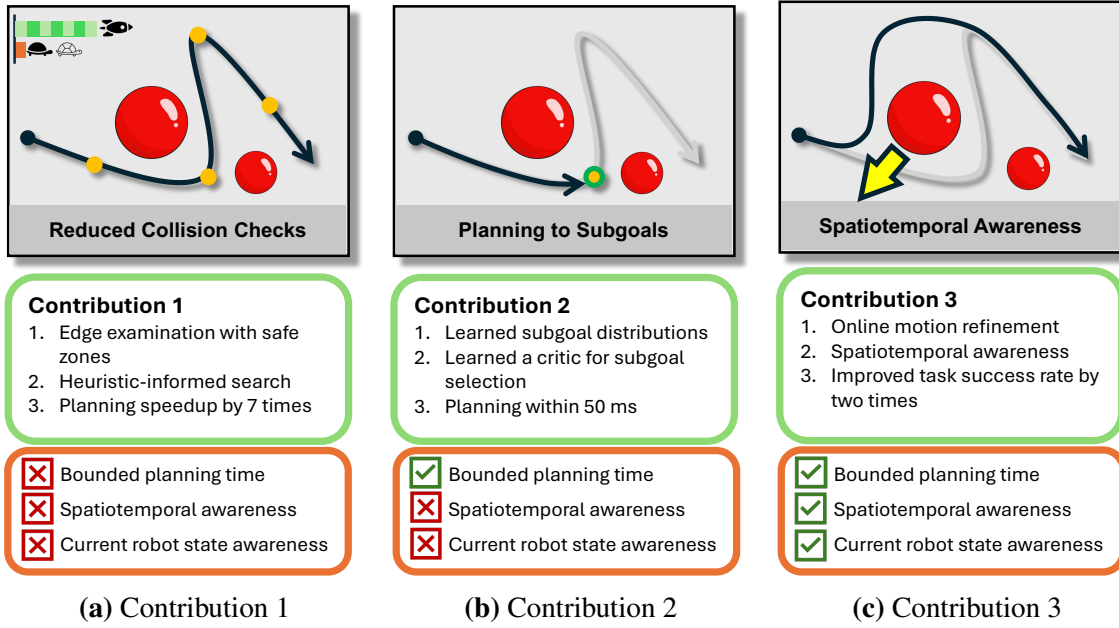 Reduced Collision Checks
Contribution 1
1. Edge examination with safe
zones
2. Heuristic-informed search
3. Planning speedup by 7 times
Bounded planning time
Spatiotemporal awareness
Current robot state awareness
(a) Contribution 1
Planning to Subgoals
Contribution 2
1. Learned subgoal distributions
2. Learned a critic for subgoal
selection
3. Planning within 50 ms
Bounded planning time
Spatiotemporal awareness
Current robot state awareness
(b) Contribution 2
Spatiotemporal Awareness
Contribution 3
1. Online motion refinement
2. Spatiotemporal awareness
3. Improved task success rate by
two times
Bounded planning time
Spatiotemporal awareness
Current robot state awareness
(c) Contribution 3